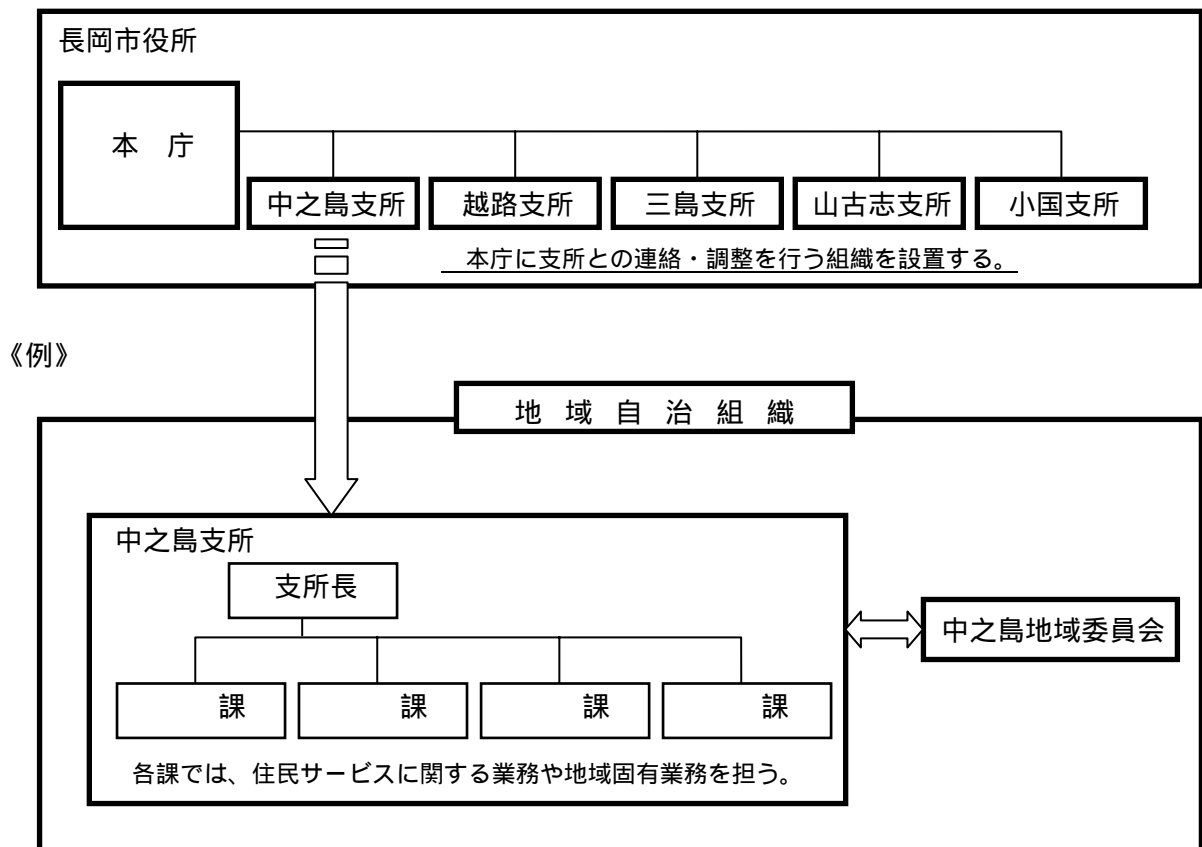 長岡市役所
本 庁
中之島支所 越路支所 三島支所 山古志支所 小国支所
本庁に支所との連絡・調整を行う組織を設置する。
《例》
地 域 自 治 組 織
中之島支所
支所長
中之島地域委員会
課 課 課 課
各課では、住民サービスに関する業務や地域固有業務を担う。